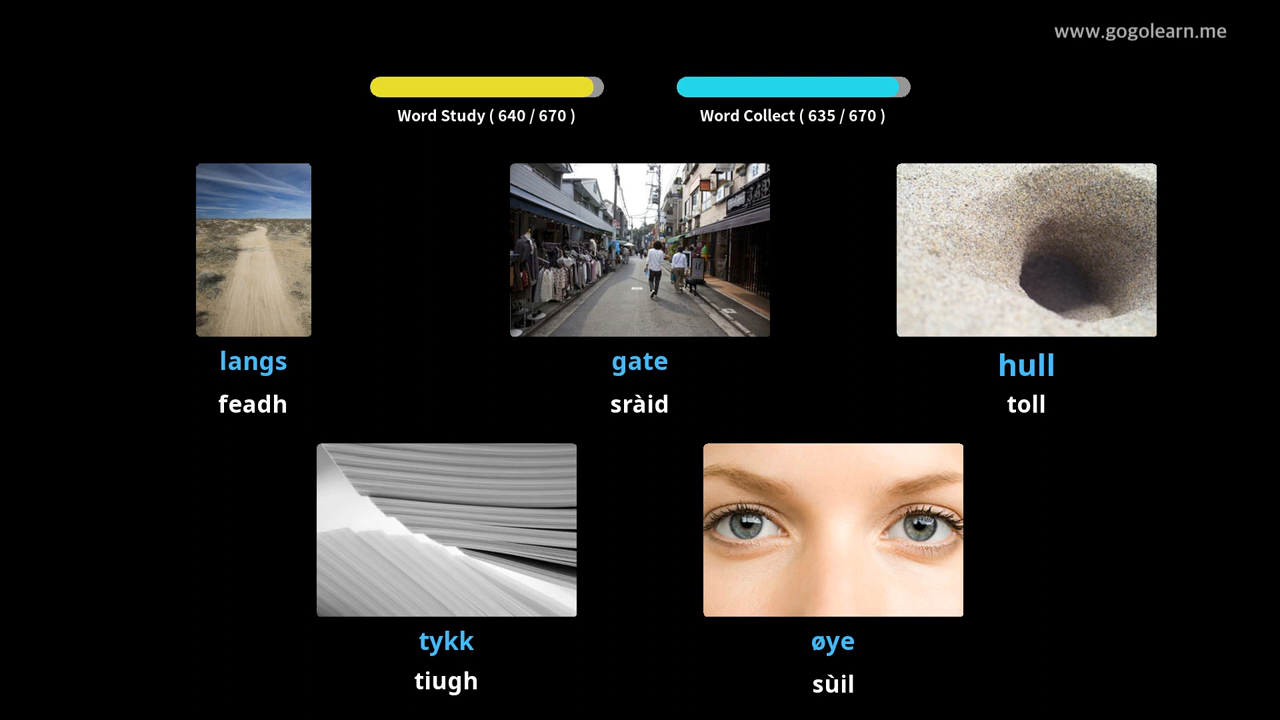 www.gogolearn.me
Word Study ( 640 / 670 )
Word Collect ( 635 / 670 )
langs
feadh
gate
sràid
hull
toll
tykk
tiugh
øye
sùil